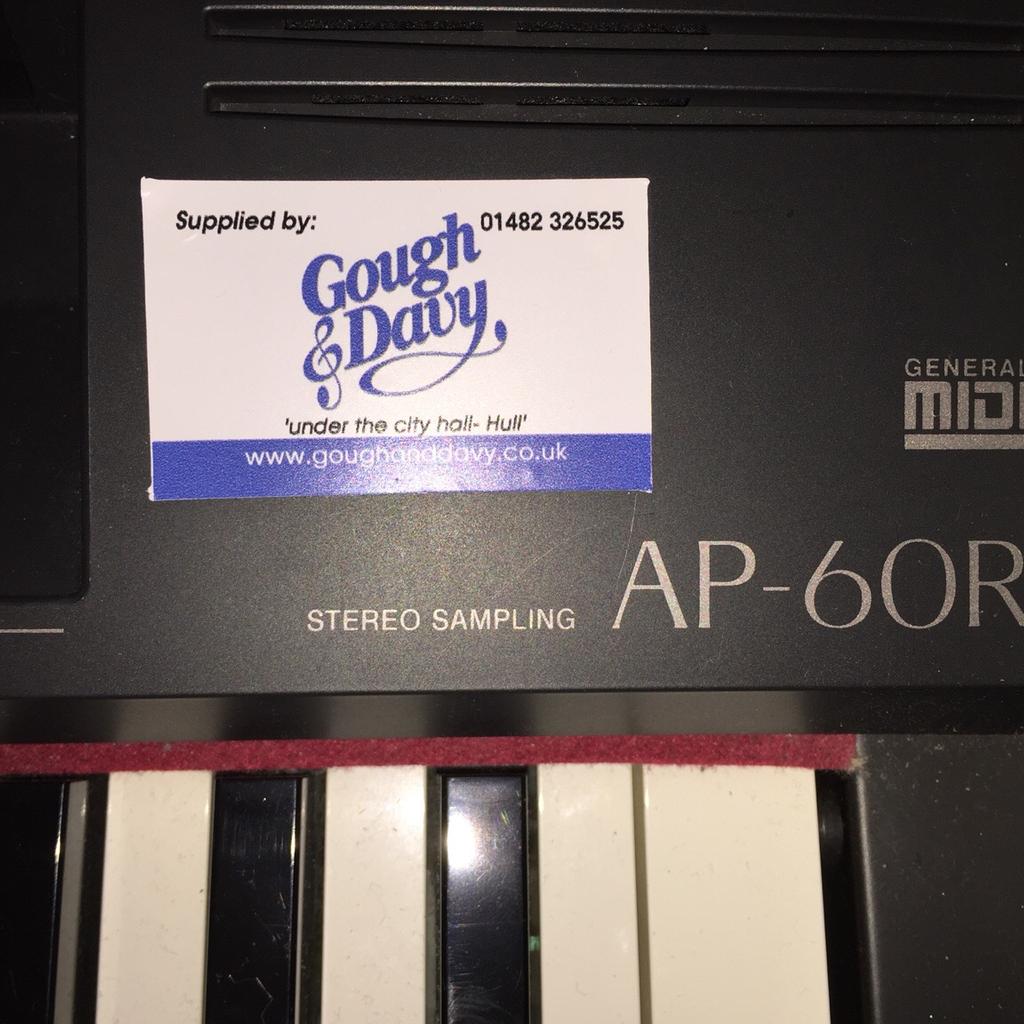 Supplied by:
01482 326525
Gough
& Davy
'under the city hall- Hull'
www.goughanddavy.co.uk
GENERAL
MIDI
STEREO SAMPLING
AP-60R